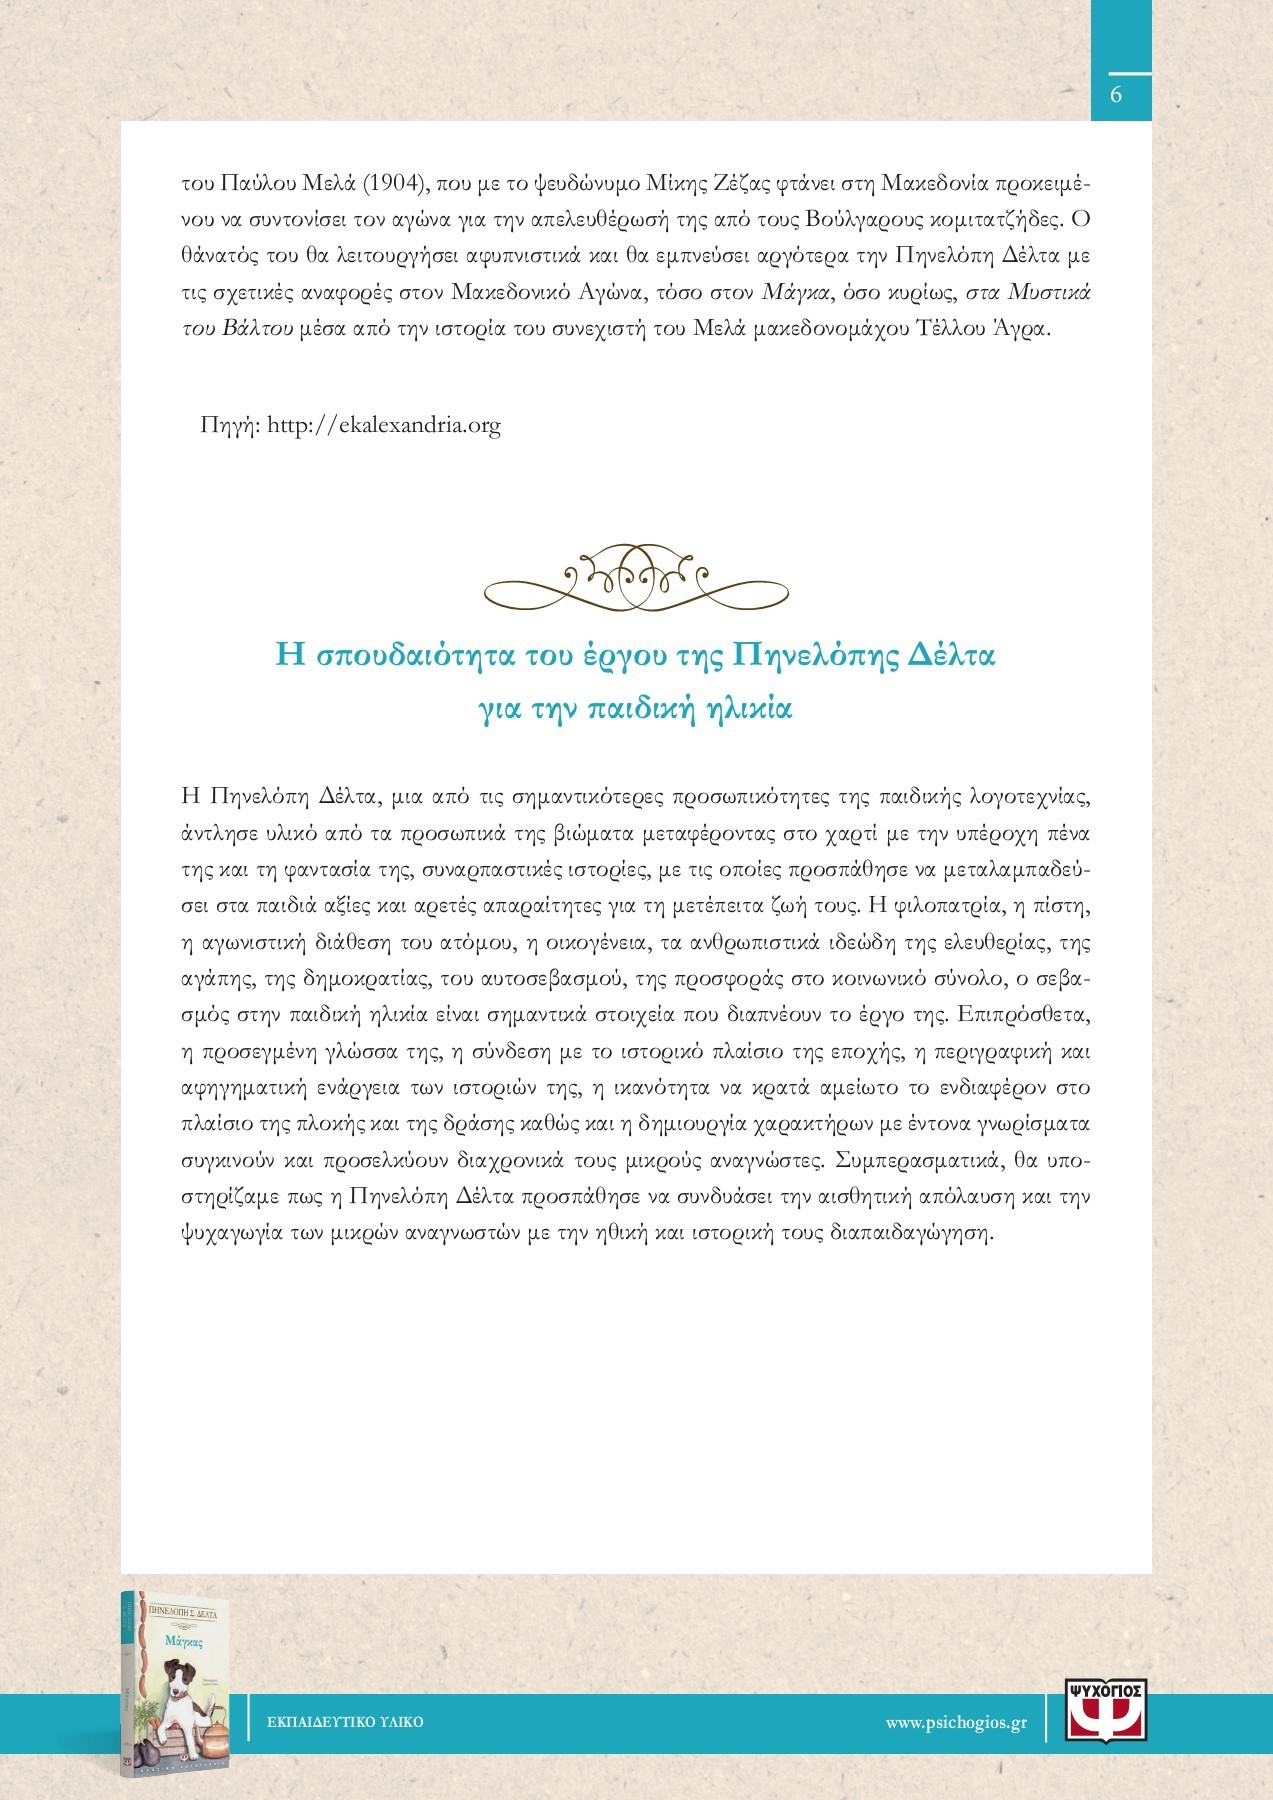 6
του Παύλου Μελά (1904), που με το ψευδώνυμο Μίκης Ζέζας φτάνει στη Μακεδονία προκειμέ-
νου να συντονίσει τον αγώνα για την απελευθέρωσή της από τους Βούλγαρους κομιτατζήδες. Ο
θάνατός του θα λειτουργήσει αφυπνιστικά και θα εμπνεύσει αργότερα την Πηνελόπη Δέλτα με
τις σχετικές αναφορές στον Μακεδονικό Αγώνα, τόσο στον Μάγκα, όσο κυρίως, στα Μυστικά
του Βάλτου μέσα από την ιστορία του συνεχιστή του Μελά μακεδονομάχου Τέλλου Άγρα.
Πηγή: http://ekalexandria.org
Η σπουδαιότητα του έργου της Πηνελόπης Δέλτα
για την παιδική ηλικία
Η Πηνελόπη Δέλτα, μια από τις σημαντικότερες προσωπικότητες της παιδικής λογοτεχνίας,
άντλησε υλικό από τα προσωπικά της βιώματα μεταφέροντας στο χαρτί με την υπέροχη πένα
της και τη φαντασία της, συναρπαστικές ιστορίες, με τις οποίες προσπάθησε να μεταλαμπαδεύ-
σει στα παιδιά αξίες και αρετές απαραίτητες για τη μετέπειτα ζωή τους. Η φιλοπατρία, η πίστη,
η αγωνιστική διάθεση του ατόμου, η οικογένεια, τα ανθρωπιστικά ιδεώδη της ελευθερίας, της
αγάπης, της δημοκρατίας, του αυτοσεβασμού, της προσφοράς στο κοινωνικό σύνολο, ο σεβα-
σμός στην παιδική ηλικία είναι σημαντικά στοιχεία που διαπνέουν το έργο της. Επιπρόσθετα,
η προσεγμένη γλώσσα της, η σύνδεση με το ιστορικό πλαίσιο της εποχής, η περιγραφική και
αφηγηματική ενάργεια των ιστοριών της, η ικανότητα να κρατά αμείωτο το ενδιαφέρον στο
πλαίσιο της πλοκής και της δράσης καθώς και η δημιουργία χαρακτήρων με έντονα γνωρίσματα
συγκινούν και προσελκύουν διαχρονικά τους μικρούς αναγνώστες. Συμπερασματικά, θα υπο-
στηρίζαμε πως η Πηνελόπη Δέλτα προσπάθησε να συνδυάσει την αισθητική απόλαυση και την
ψυχαγωγία των μικρών αναγνωστών με την ηθική και ιστορική τους διαπαιδαγώγηση.
ΠΗΝΕΛΟΠΗ Σ. ΔΕΛΤΑ
Μάγκας
ΕΚΠΑΙΔΕΥΤΙΚΟ ΥΛΙΚΟ
www.psichogios.gr
ΨΥΧΟΓΙΟΣ